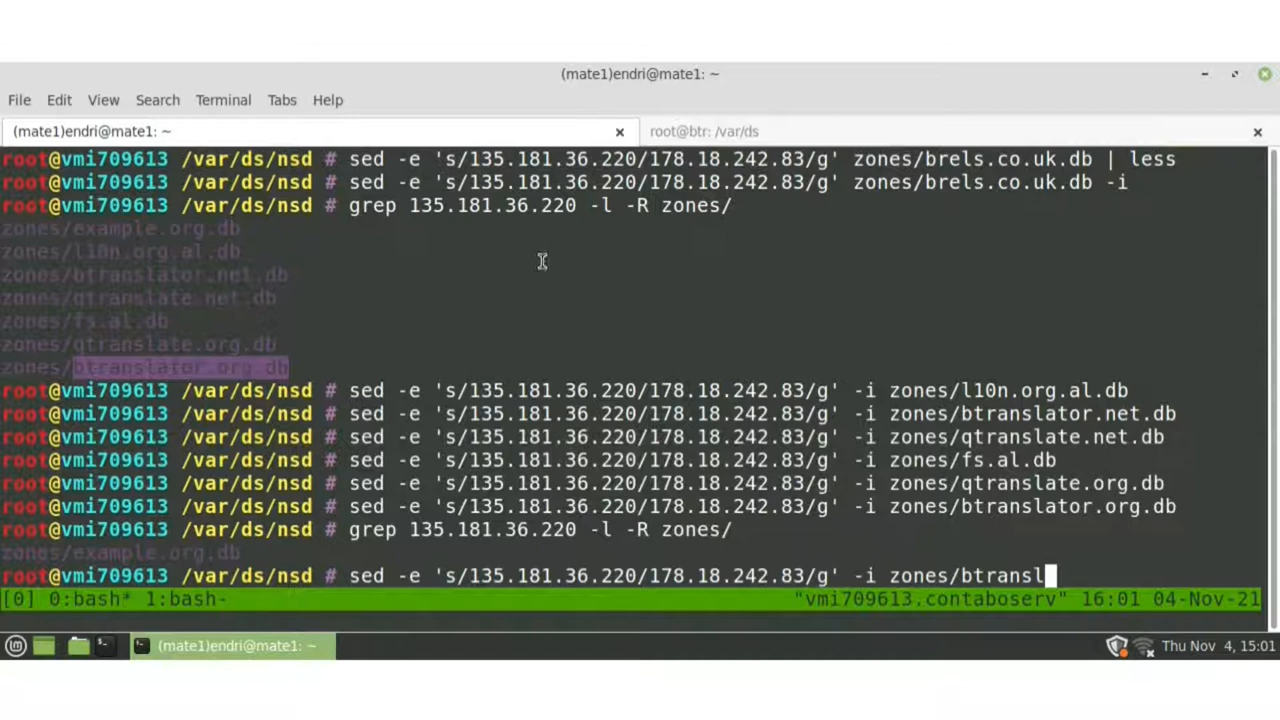 (mate1)endri@mate1: ~
File Edit View Search Terminal Tabs Help
(mate1)endri@mate1: ~ × root@btr: /var/ds ×
root@vmi709613 /var/ds/nsd # sed -e 's/135.181.36.220/178.18.242.83/g' zones/brels.co.uk.db | less
root@vmi709613 /var/ds/nsd # sed -e 's/135.181.36.220/178.18.242.83/g' zones/brels.co.uk.db -i
root@vmi709613 /var/ds/nsd # grep 135.181.36.220 -l -R zones/
zones/example.org.db
zones/l10n.org.al.db
zones/btranslator.net.db
zones/qtranslate.net.db
zones/fs.al.db
zones/qtranslate.org.db
zones/btranslator.org.db
root@vmi709613 /var/ds/nsd # sed -e 's/135.181.36.220/178.18.242.83/g' -i zones/l10n.org.al.db
root@vmi709613 /var/ds/nsd # sed -e 's/135.181.36.220/178.18.242.83/g' -i zones/btranslator.net.db
root@vmi709613 /var/ds/nsd # sed -e 's/135.181.36.220/178.18.242.83/g' -i zones/qtranslate.net.db
root@vmi709613 /var/ds/nsd # sed -e 's/135.181.36.220/178.18.242.83/g' -i zones/fs.al.db
root@vmi709613 /var/ds/nsd # sed -e 's/135.181.36.220/178.18.242.83/g' -i zones/qtranslate.org.db
root@vmi709613 /var/ds/nsd # sed -e 's/135.181.36.220/178.18.242.83/g' -i zones/btranslator.org.db
root@vmi709613 /var/ds/nsd # grep 135.181.36.220 -l -R zones/
zones/example.org.db
root@vmi709613 /var/ds/nsd # sed -e 's/135.181.36.220/178.18.242.83/g' -i zones/btransl
[0] 0:bash* 1:bash- "vmi709613.contaboserv" 16:01 04-Nov-21
(mate1)endri@mate1: ~ Thu Nov 4, 15:01